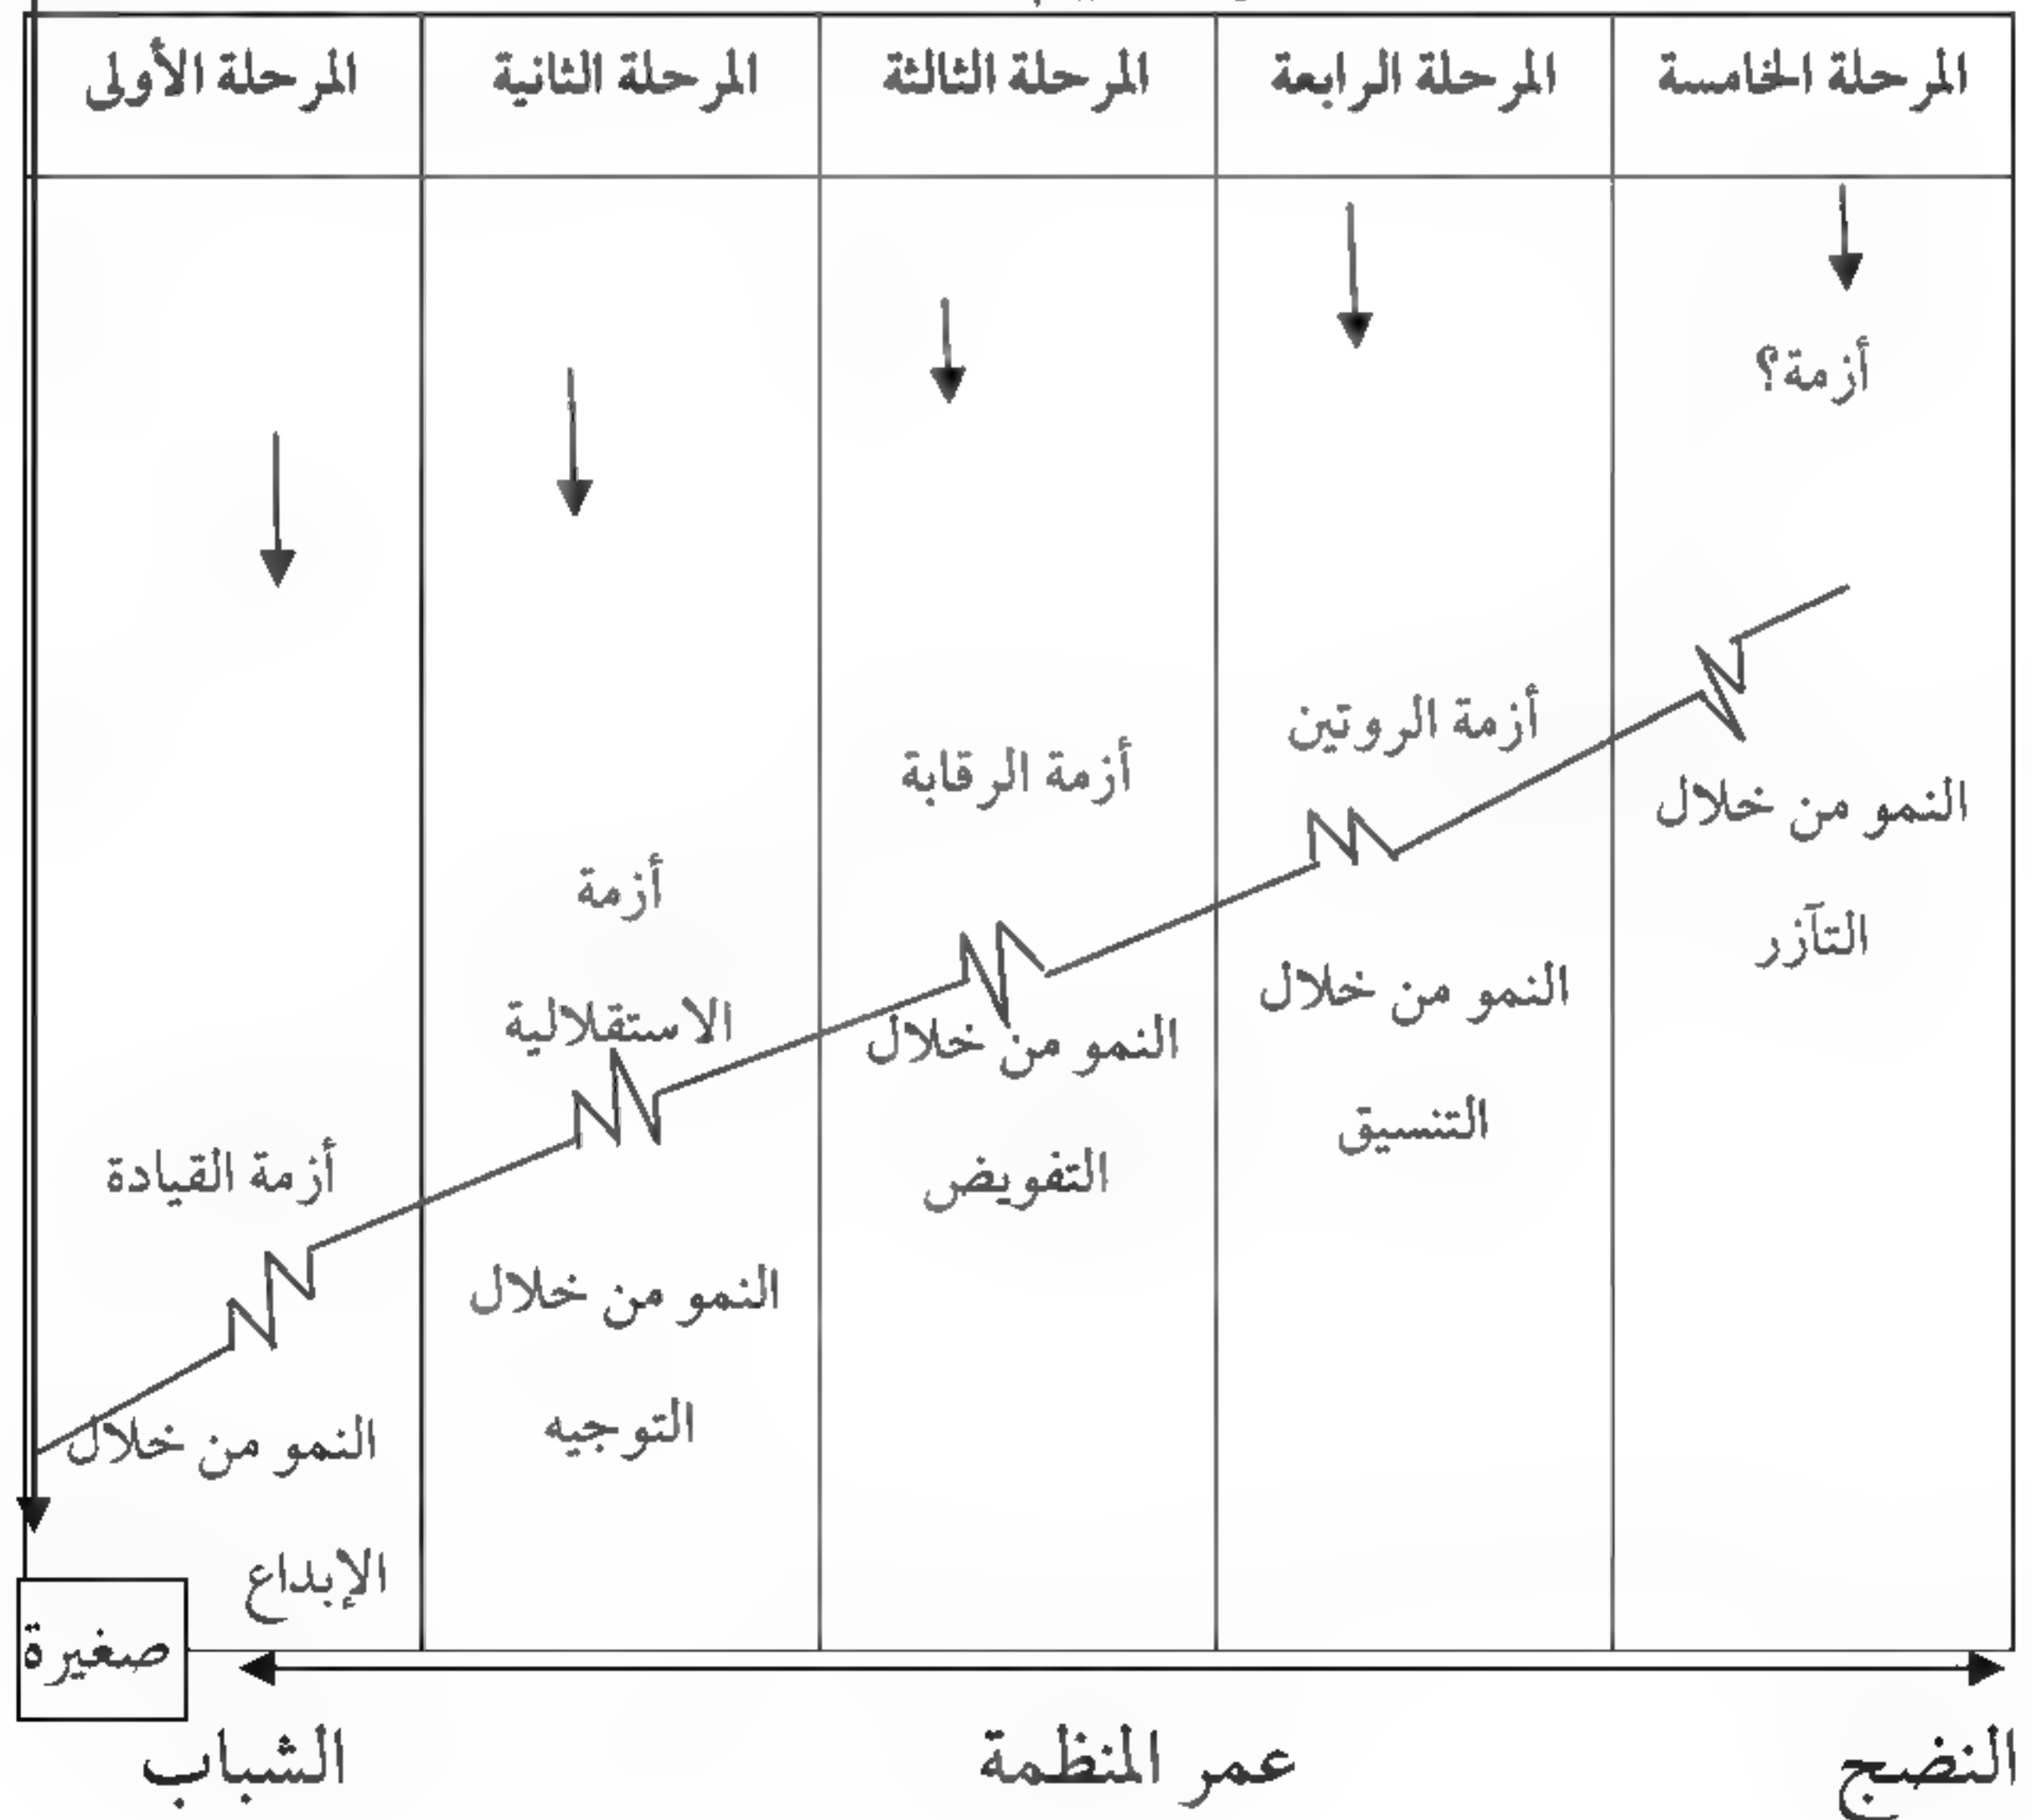 المرحلة الأولى
المرحلة الثانية
المرحلة الثالثة
المرحلة الرابعة
المرحلة الخامسة
أزمة القيادة
النمو من خلال
الإبداع
أزمة
الاستقلالية
النمو من خلال
التوجيه
أزمة الرقابة
النمو من خلال
التفويض
أزمة الروتين
النمو من خلال
التنسيق
أزمة؟
النمو من خلال
التآزر
صغيرة
الشباب
عمر المنظمة
النضج